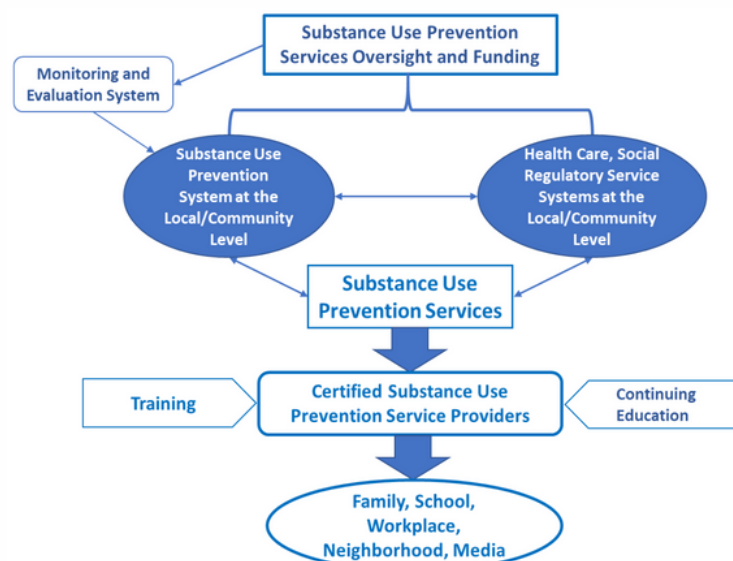 Substance Use Prevention
Services Oversight and Funding
Monitoring and
Evaluation System
Substance Use
Prevention
System at the
Local/Community
Level
Health Care, Social
Regulatory Service
Systems at the
Local/Community
Level
Substance Use
Prevention Services
Training
Certified Substance Use
Prevention Service Providers
Continuing
Education
Family, School,
Workplace,
Neighborhood, Media